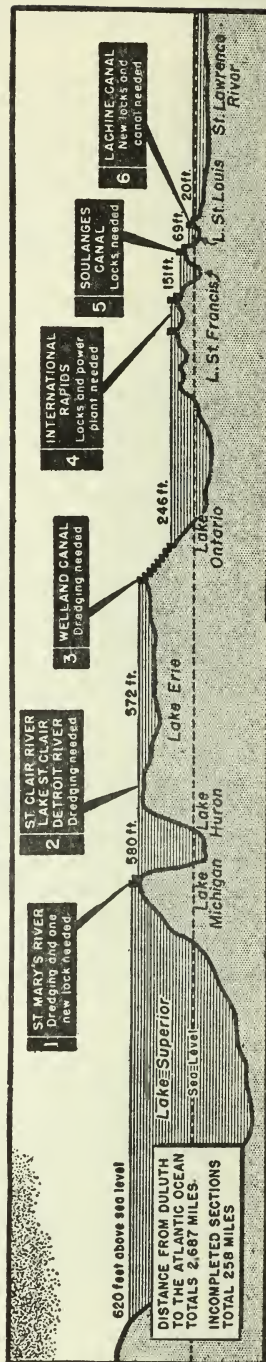 1
ST. MARY'S RIVER
Dredging and one
new lock needed
2
ST. CLAIR RIVER
LAKE ST. CLAIR
DETROIT RIVER
Dredging needed
3
WELLAND CANAL
Dredging needed
4
INTERNATIONAL
RAPIDS
Locks and power
plant needed
5
SOULANGES
CANAL
Locks needed
6
LACHINE CANAL
New locks and
canal needed
620 feet above sea level
580 ft.
572 ft.
246 ft.
151 ft.
69 ft.
20 ft.
Lake Superior
Sea Level
Lake
Michigan
Lake
Huron
Lake Erie
Lake
Ontario
L. St. Francis
L. St. Louis
St. Lawrence
River
DISTANCE FROM DULUTH
TO THE ATLANTIC OCEAN
TOTALS 2,687 MILES.
INCOMPLETED SECTIONS
TOTAL 258 MILES